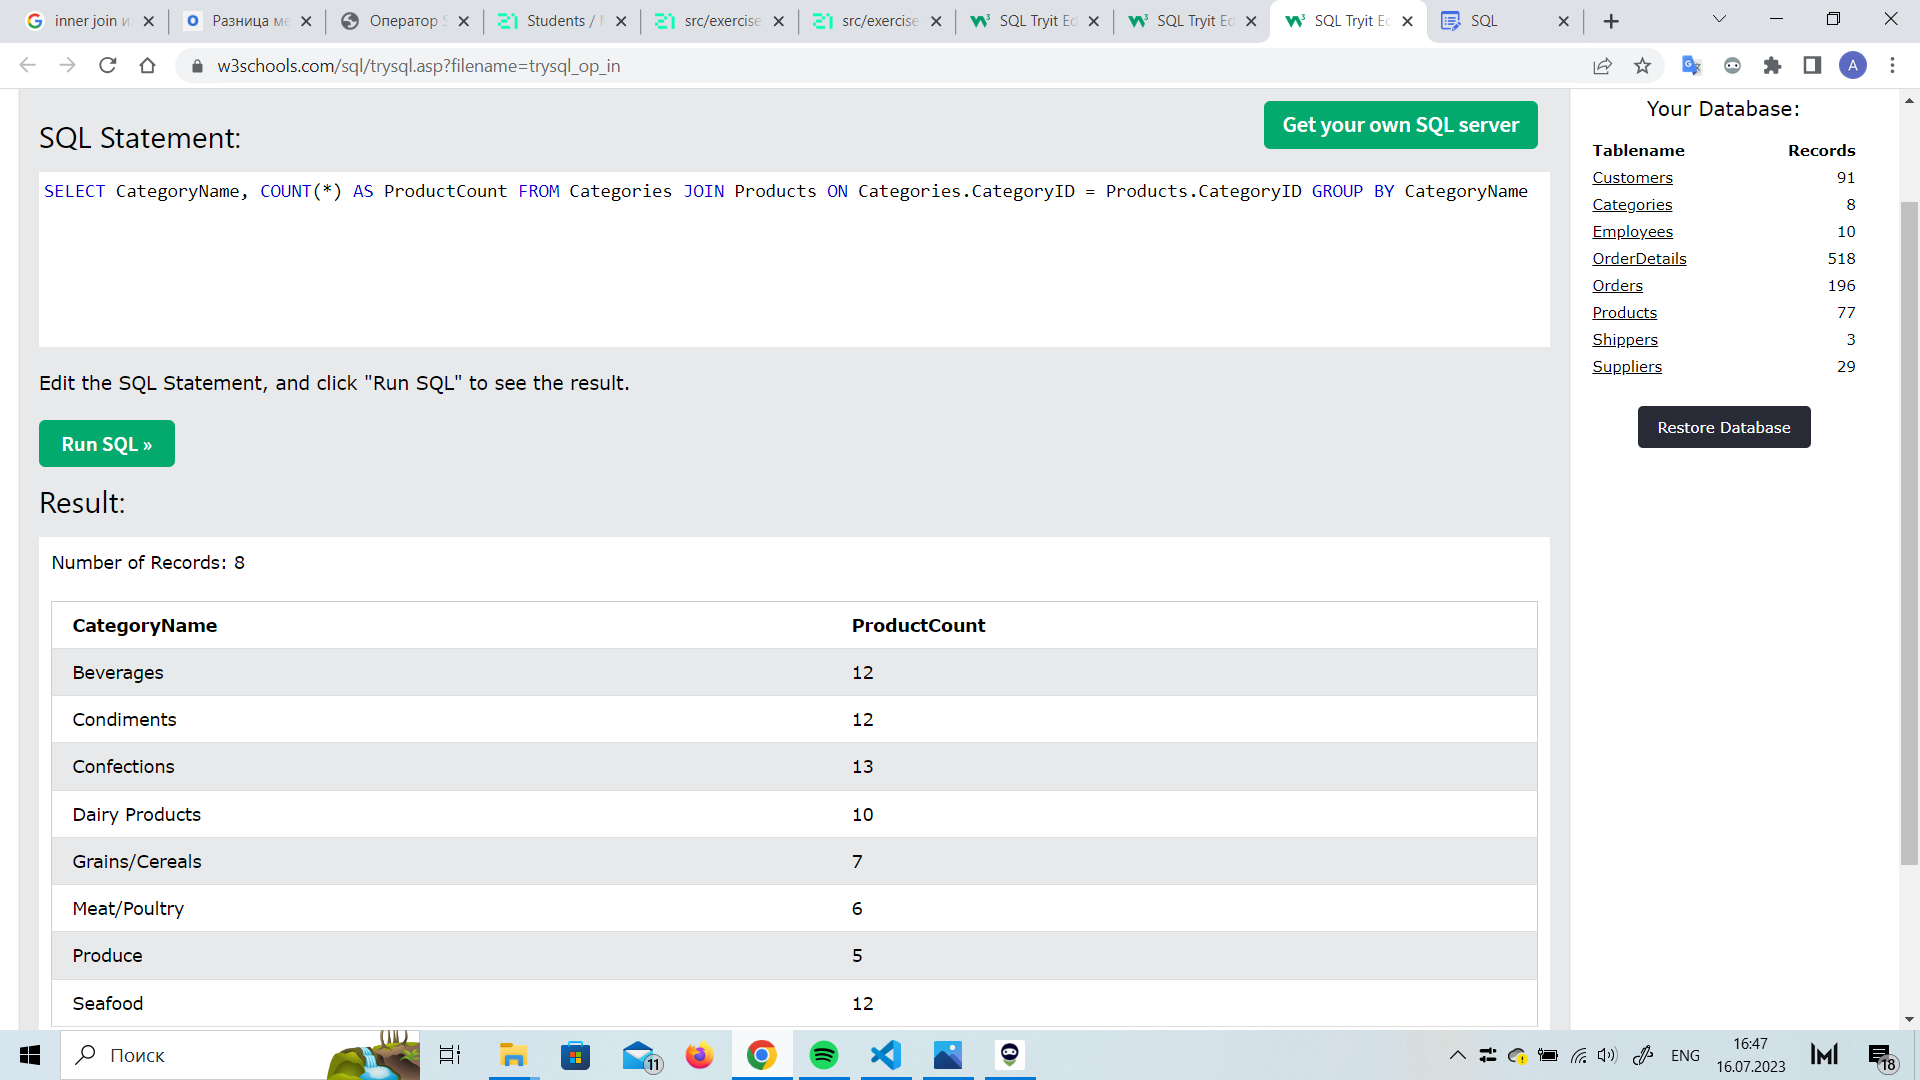 inner join и
Разница ме
Оператор S
Students / M
src/exercise
src/exercise
SQL Tryit Ed
SQL Tryit Ed
SQL Tryit Ed
SQL
w3schools.com/sql/trysql.asp?filename=trysql_op_in
A
SQL Statement:
Get your own SQL server
SELECT CategoryName, COUNT(*) AS ProductCount FROM Categories JOIN Products ON Categories.CategoryID = Products.CategoryID GROUP BY CategoryName
Edit the SQL Statement, and click "Run SQL" to see the result.
Run SQL »
Result:
Number of Records: 8
CategoryName ProductCount
Beverages 12
Condiments 12
Confections 13
Dairy Products 10
Grains/Cereals 7
Meat/Poultry 6
Produce 5
Seafood 12
Your Database:
Tablename Records
Customers 91
Categories 8
Employees 10
OrderDetails 518
Orders 196
Products 77
Shippers 3
Suppliers 29
Restore Database
Поиск
11
ENG
16:47
16.07.2023
18